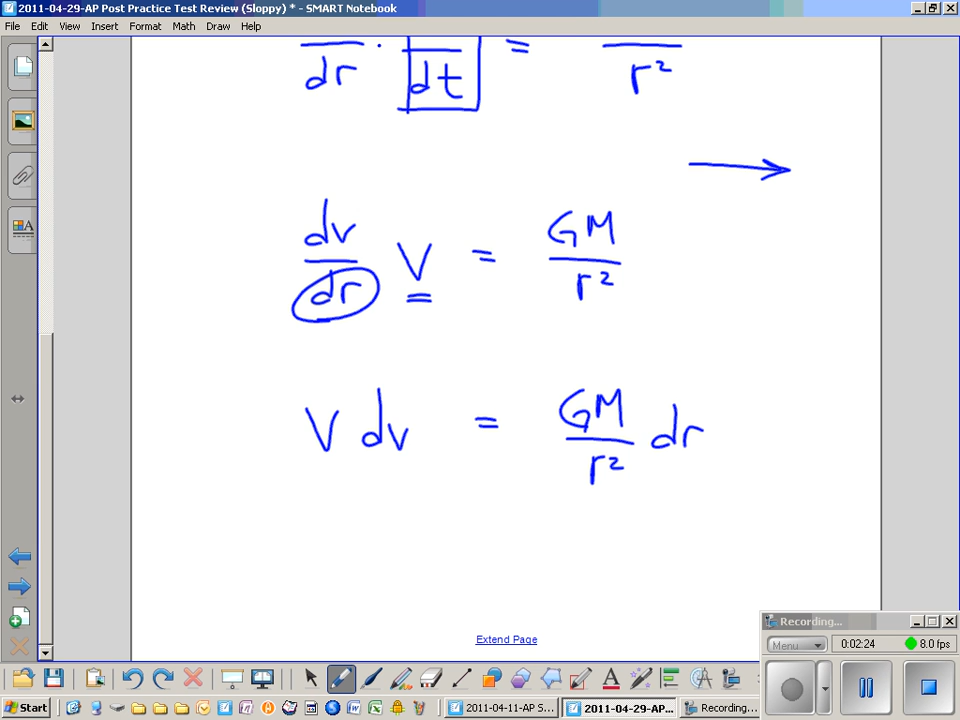 2011-04-29-AP Post Practice Test Review (Sloppy) * - SMART Notebook
File Edit View Insert Format Math Draw Help
dr · dt = r²
dv/dr V = GM/r²
V dv = GM/r² dr
Extend Page
Recording...
Menu 0:02:24 8.0 fps
Start 2011-04-11-AP S... 2011-04-29-AP... Recording...